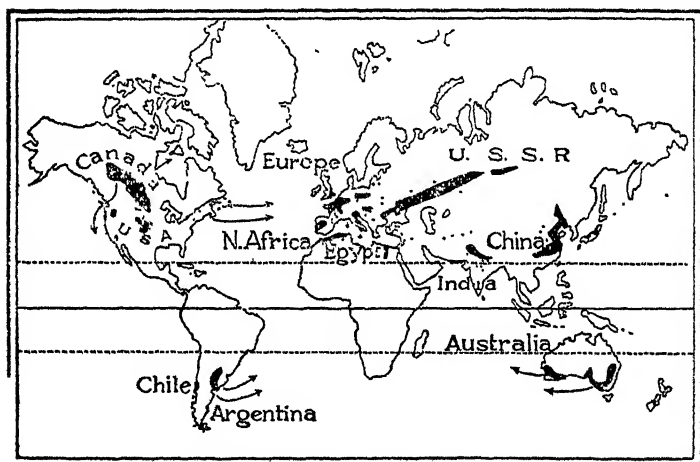 Canada
Europe
U. S. S. R
U S A
N. Africa
Egypt
China
India
Australia
Chile
Argentina